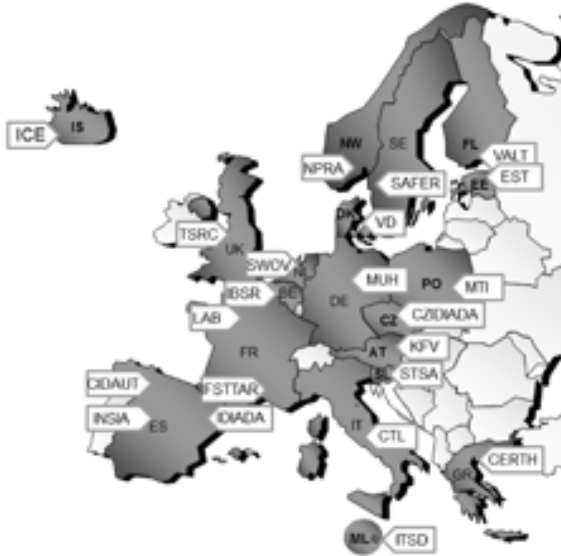 ICE
IS
NW
SE
FL
NPRA
SAFER
VALT
EE
EST
DK
VD
TSRC
UK
SWOV
IBSR
BE
DE
MUH
PO
MTI
CZ
CZIDIADA
LAB
FR
AT
KFV
STSA
CIDAUT
IFSTTAR
INSIA
ES
IDIADA
IT
CTL
GR
CERTH
ML
ITSD